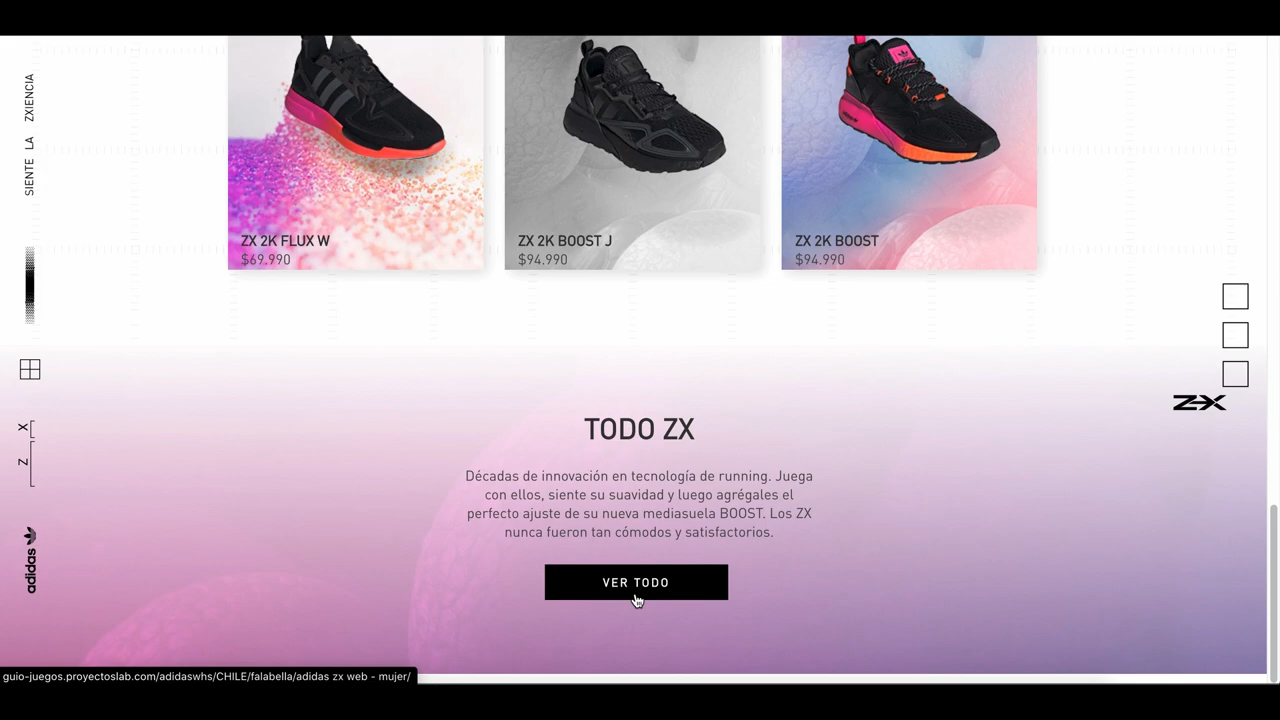 SIENTE LA ZXIENCIA
ZX 2K FLUX W
$69.990
ZX 2K BOOST J
$94.990
ZX 2K BOOST
$94.990
ZX
Z X
adidas
TODO ZX
Décadas de innovación en tecnología de running. Juega
con ellos, siente su suavidad y luego agrégales el
perfecto ajuste de su nueva mediasuela BOOST. Los ZX
nunca fueron tan cómodos y satisfactorios.
VER TODO
guio-juegos.proyectoslab.com/adidaswhs/CHILE/falabella/adidas zx web - mujer/